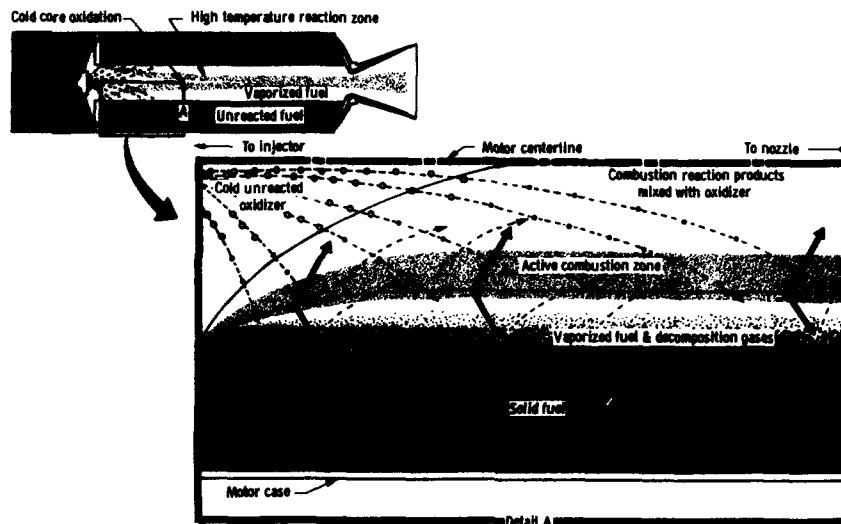 Cold core oxidation
High temperature reaction zone
Vaporized fuel
A
Unreacted fuel
To injector
Motor centerline
To nozzle
Cold unreacted
oxidizer
Combustion reaction products
mixed with oxidizer
Active combustion zone
Vaporized fuel & decomposition gases
Solid fuel
Motor case
Detail A